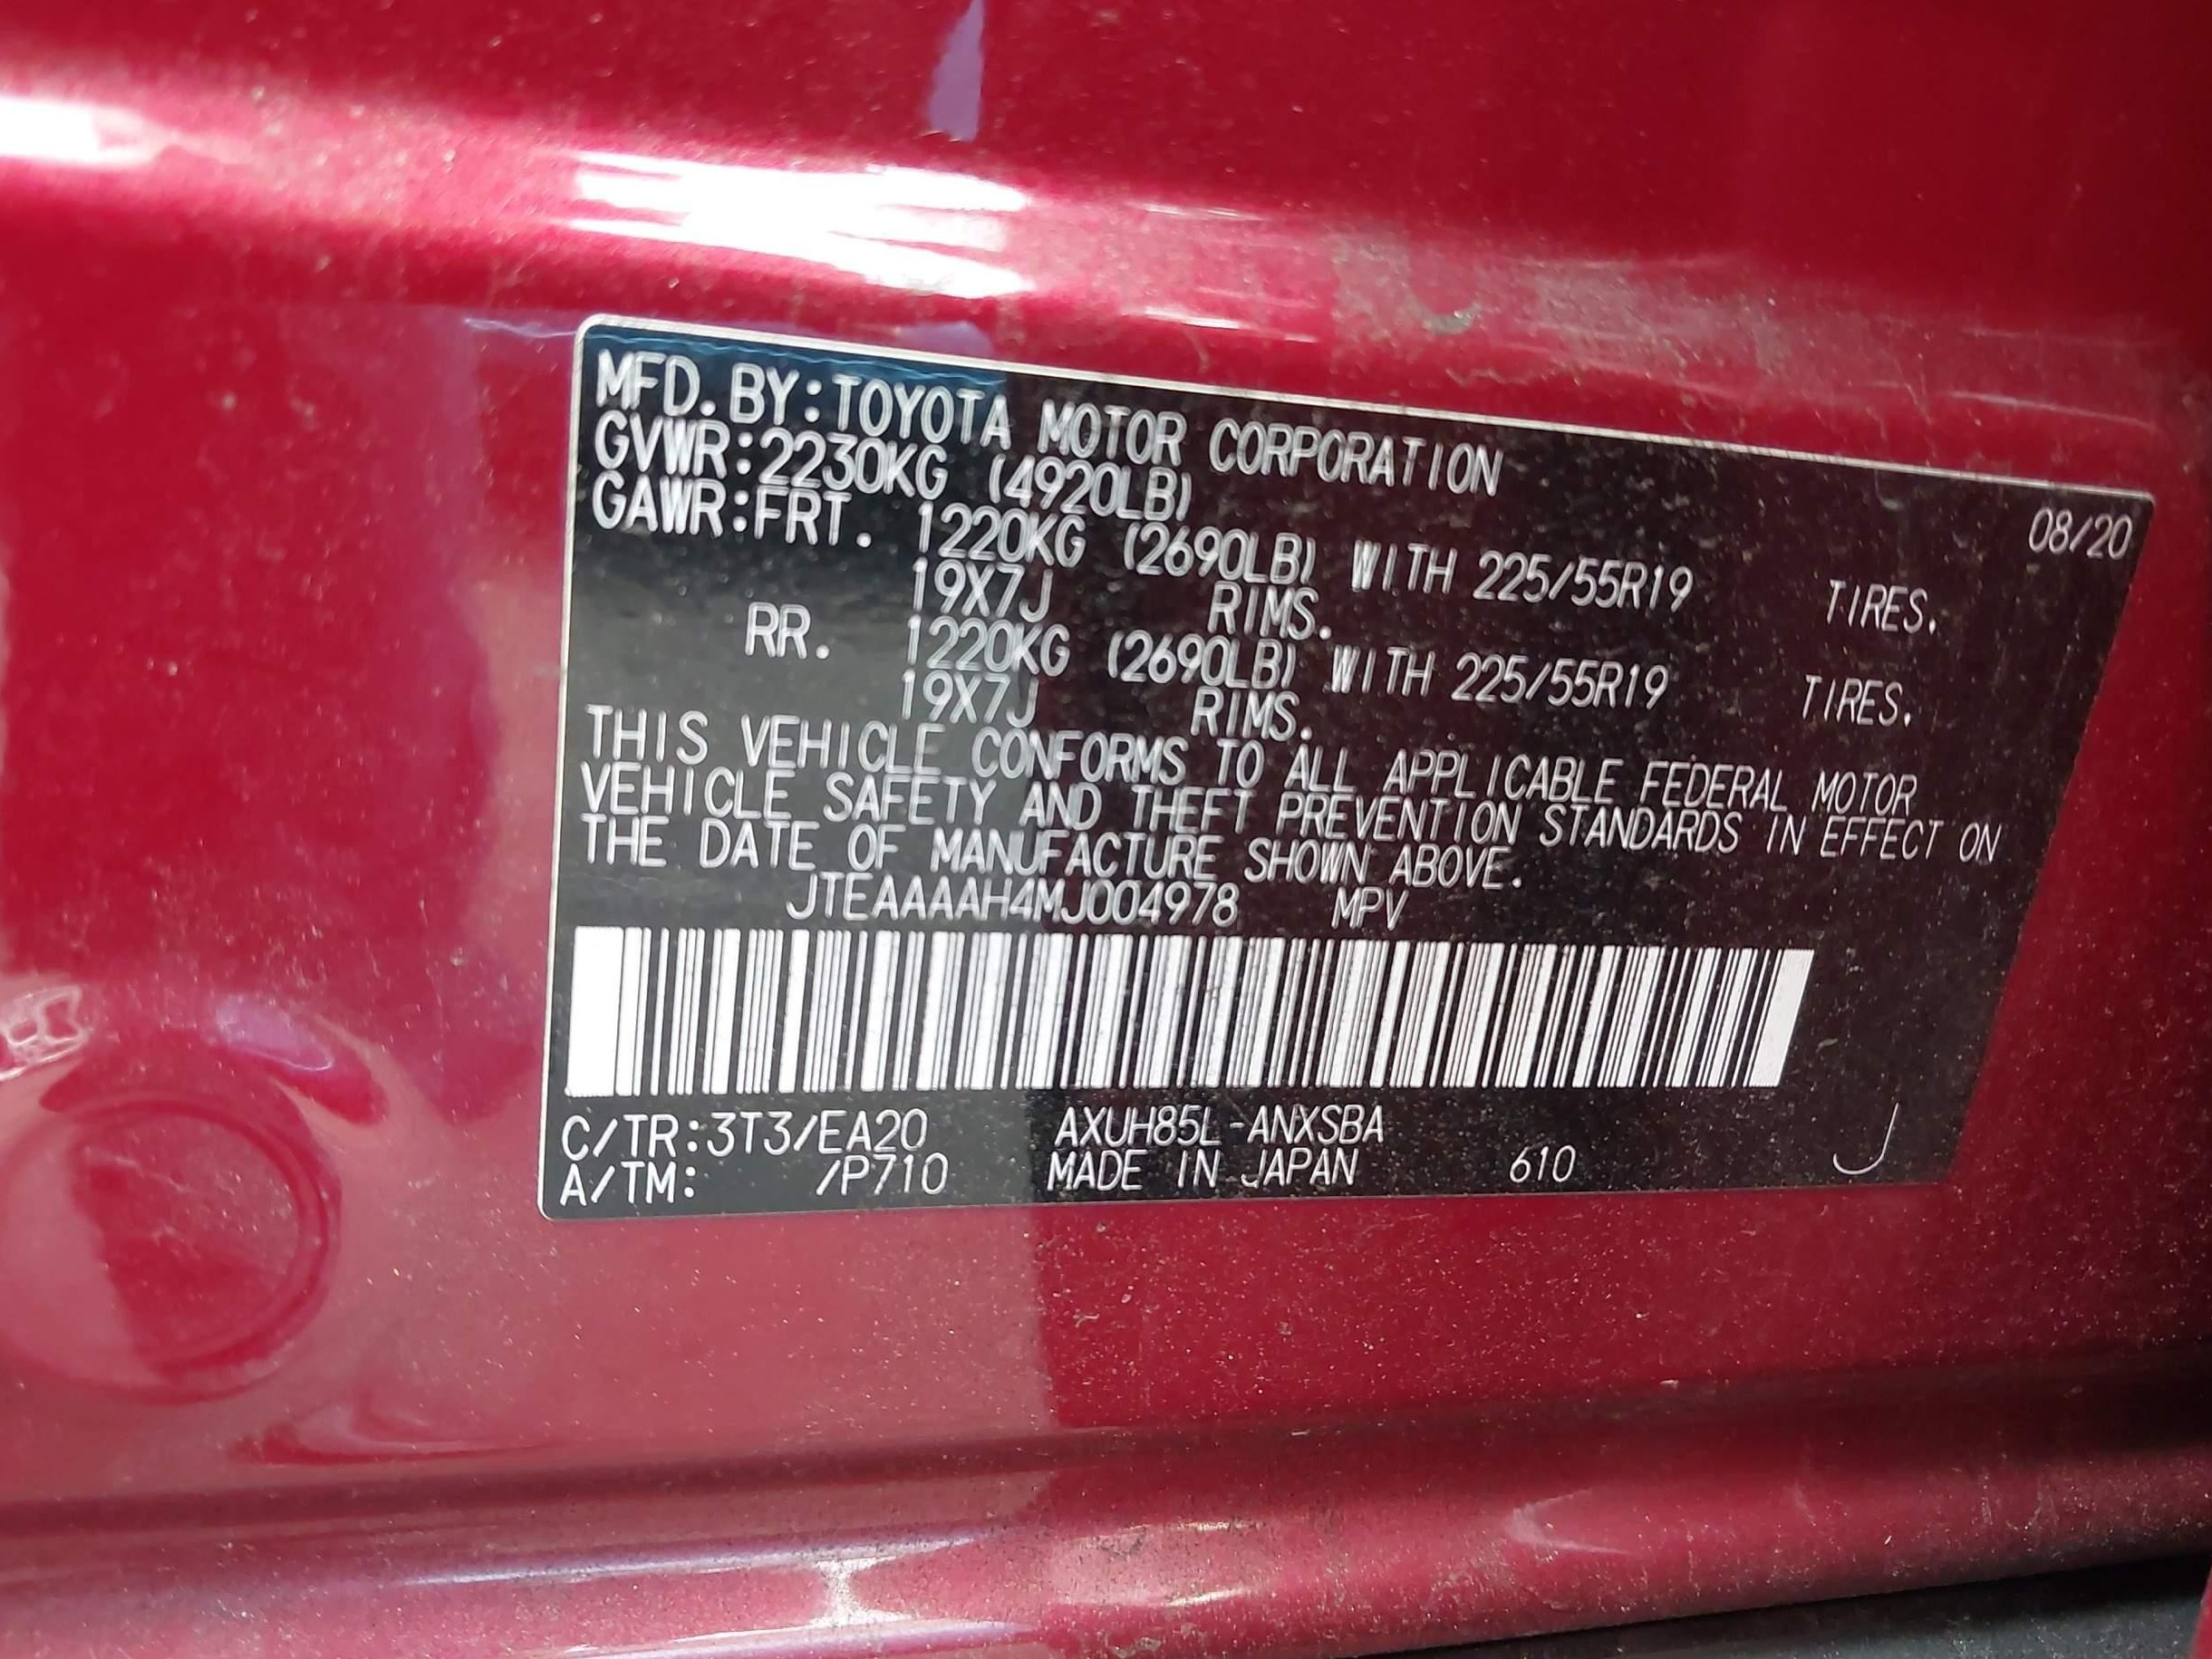 MFD.BY:TOYOTA MOTOR CORPORATION 08/20
GVWR:2230KG (4920LB)
GAWR:FRT. 1220KG (2690LB) WITH 225/55R19 TIRES.
19X7J RIMS.
RR. 1220KG (2690LB) WITH 225/55R19 TIRES.
19X7J RIMS.
THIS VEHICLE CONFORMS TO ALL APPLICABLE FEDERAL MOTOR
VEHICLE SAFETY AND THEFT PREVENTION STANDARDS IN EFFECT ON
THE DATE OF MANUFACTURE SHOWN ABOVE.
JTEAAAAH4MJ004978 MPV
C/TR:3T3/EA20 AXUH85L-ANXSBA
A/TM: /P710 MADE IN JAPAN 610 J